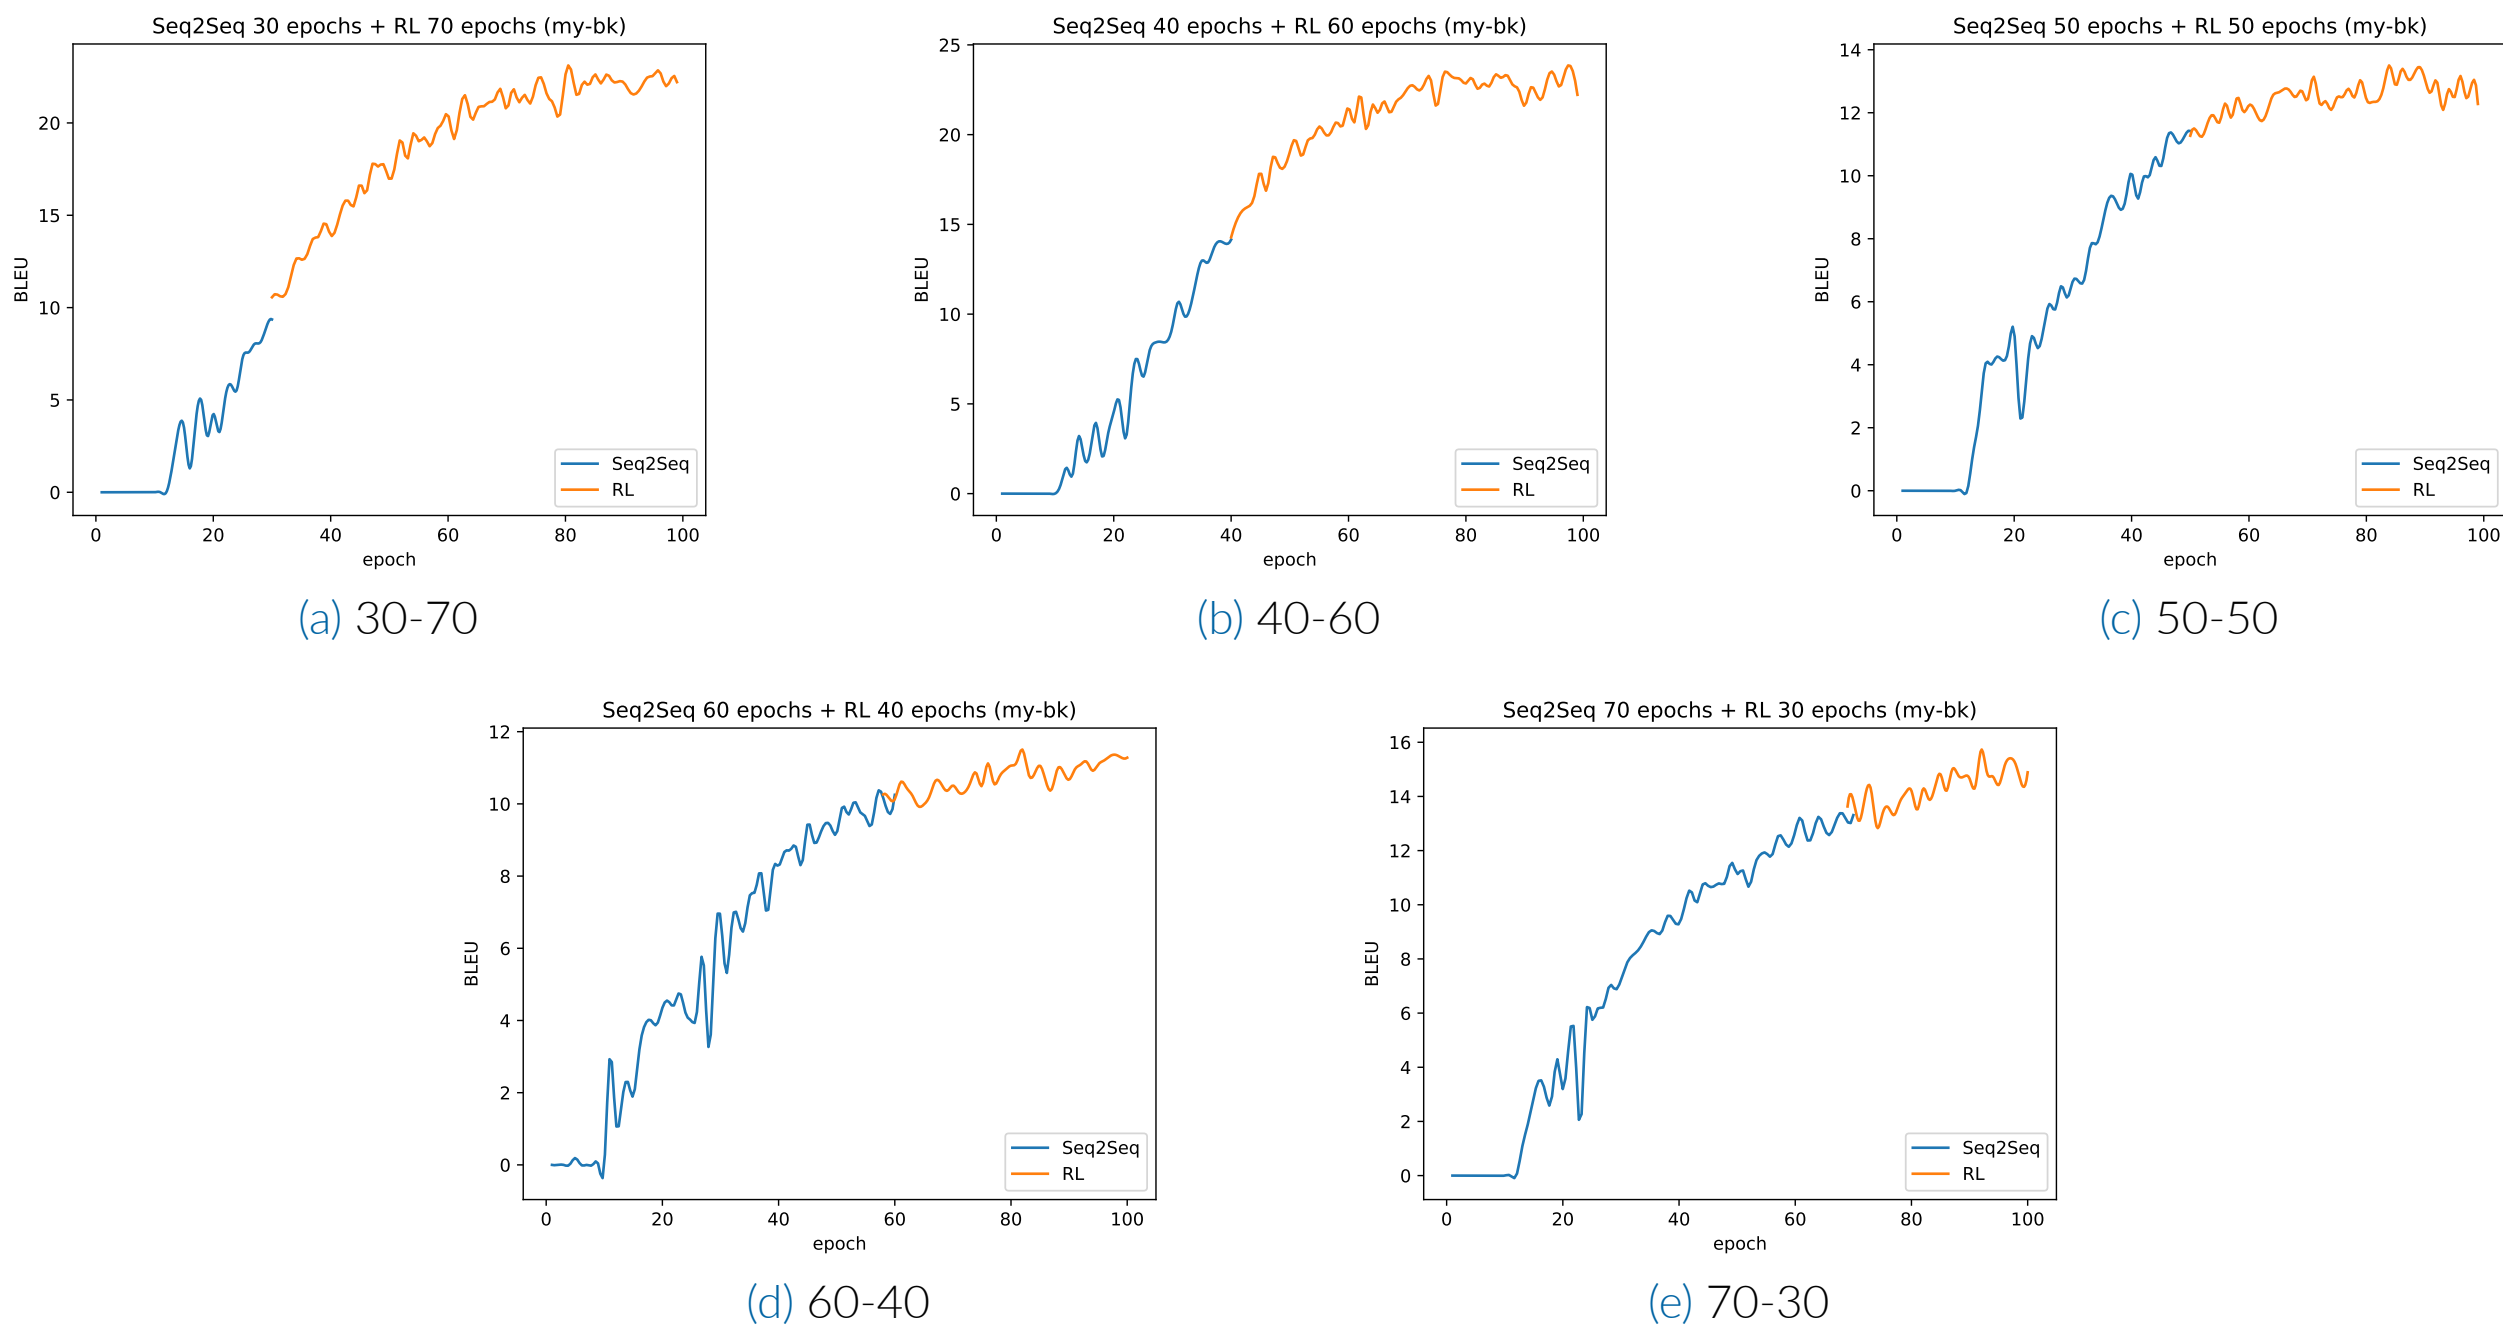 Seq2Seq 30 epochs + RL 70 epochs (my-bk)
20
15
10
5
0
BLEU
0 20 40 60 80 100
epoch
Seq2Seq
RL
(a) 30-70
Seq2Seq 40 epochs + RL 60 epochs (my-bk)
25
20
15
10
5
0
BLEU
0 20 40 60 80 100
epoch
Seq2Seq
RL
(b) 40-60
Seq2Seq 50 epochs + RL 50 epochs (my-bk)
14
12
10
8
6
4
2
0
BLEU
0 20 40 60 80 100
epoch
Seq2Seq
RL
(c) 50-50
Seq2Seq 60 epochs + RL 40 epochs (my-bk)
12
10
8
6
4
2
0
BLEU
0 20 40 60 80 100
epoch
Seq2Seq
RL
(d) 60-40
Seq2Seq 70 epochs + RL 30 epochs (my-bk)
16
14
12
10
8
6
4
2
0
BLEU
0 20 40 60 80 100
epoch
Seq2Seq
RL
(e) 70-30